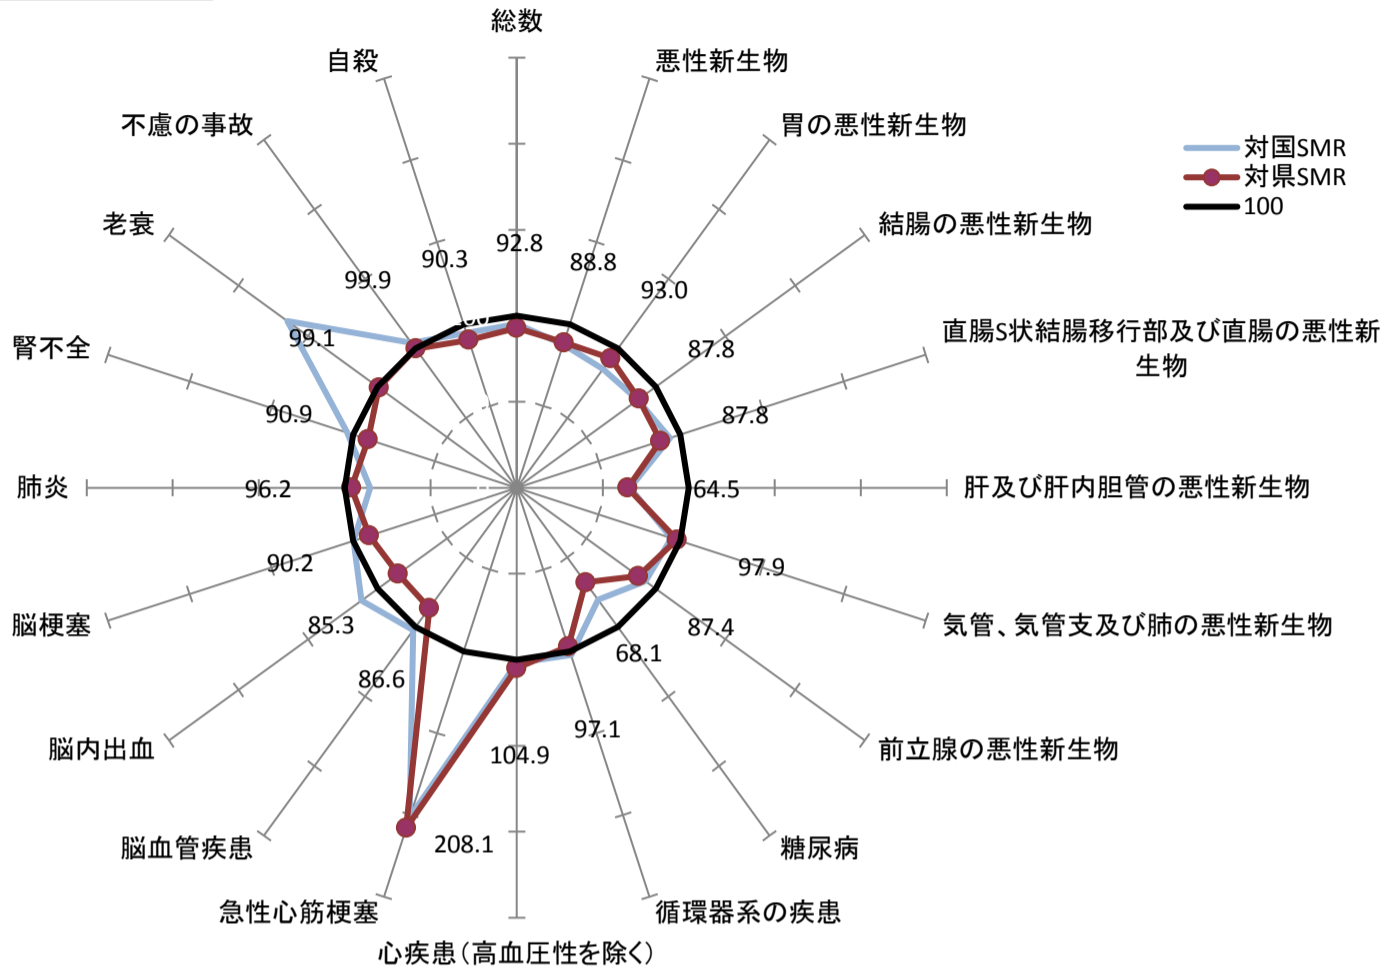 総数
悪性新生物
胃の悪性新生物
結腸の悪性新生物
直腸S状結腸移行部及び直腸の悪性新
生物
肝及び肝内胆管の悪性新生物
気管、気管支及び肺の悪性新生物
前立腺の悪性新生物
糖尿病
循環器系の疾患
心疾患（高血圧性を除く）
急性心筋梗塞
脳血管疾患
脳内出血
脳梗塞
肺炎
腎不全
老衰
不慮の事故
自殺
92.8
88.8
93.0
87.8
87.8
64.5
97.9
87.4
68.1
97.1
104.9
208.1
86.6
85.3
90.2
96.2
90.9
99.1
99.9
90.3
対国SMR
対県SMR
100